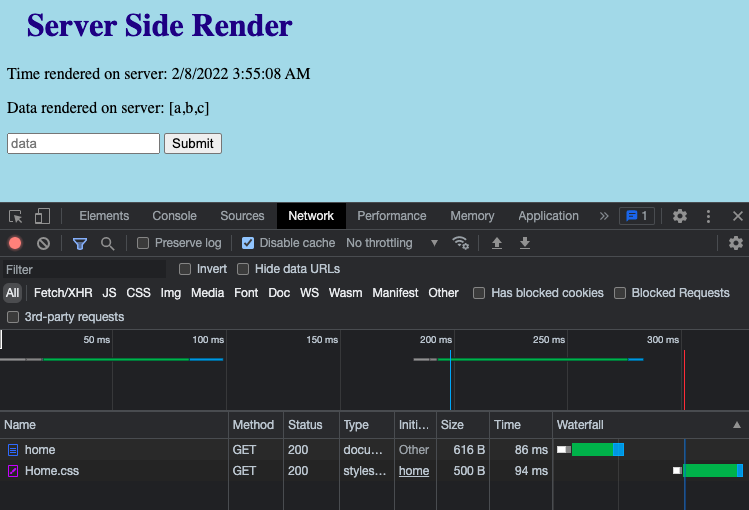 Server Side Render
Time rendered on server: 2/8/2022 3:55:08 AM
Data rendered on server: [a,b,c]
data Submit
Elements Console Sources Network Performance Memory Application » 1
Preserve log Disable cache No throttling
Filter Invert Hide data URLs
All Fetch/XHR JS CSS Img Media Font Doc WS Wasm Manifest Other Has blocked cookies Blocked Requests
3rd-party requests
50 ms 100 ms 150 ms 200 ms 250 ms 300 ms
Name Method Status Type Initi… Size Time Waterfall
home GET 200 docu… Other 616 B 86 ms
Home.css GET 200 styles… home 500 B 94 ms